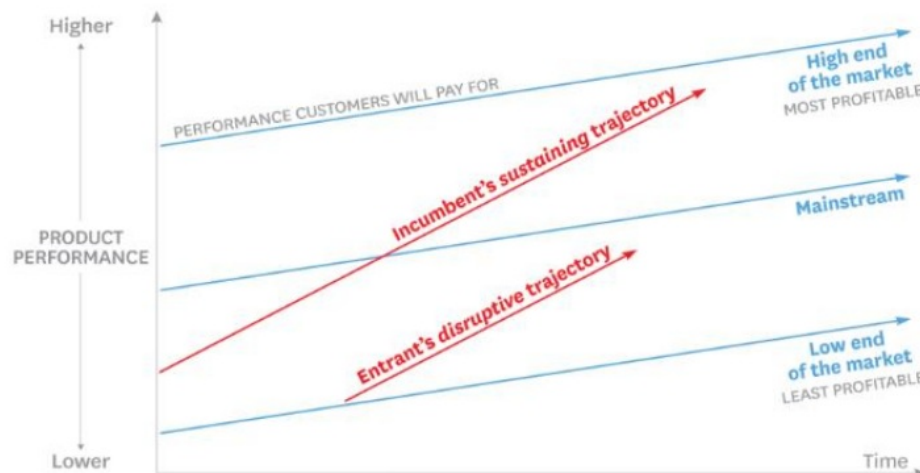 Higher
PRODUCT
PERFORMANCE
Lower
PERFORMANCE CUSTOMERS WILL PAY FOR
Incumbent's sustaining trajectory
Entrant's disruptive trajectory
High end
of the market
MOST PROFITABLE
Mainstream
Low end
of the market
LEAST PROFITABLE
Time